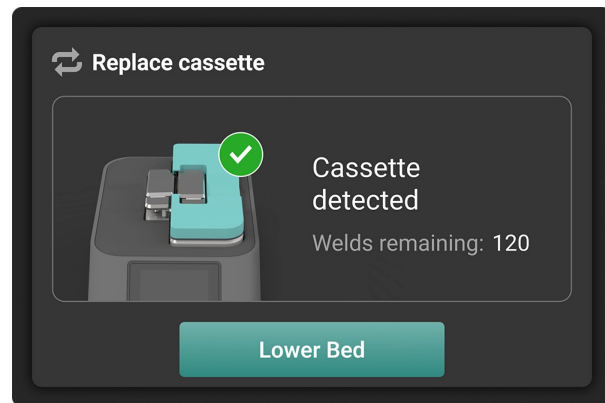 Replace cassette
Cassette
detected
Welds remaining: 120
Lower Bed